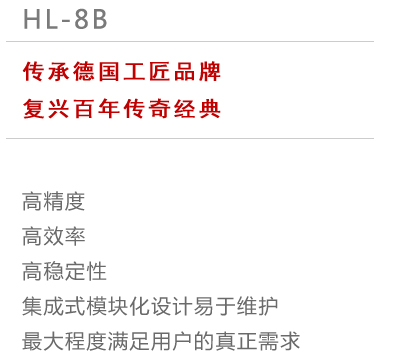 HL-8B
传承德国工匠品牌
复兴百年传奇经典
高精度
高效率
高稳定性
集成式模块化设计易于维护
最大程度满足用户的真正需求